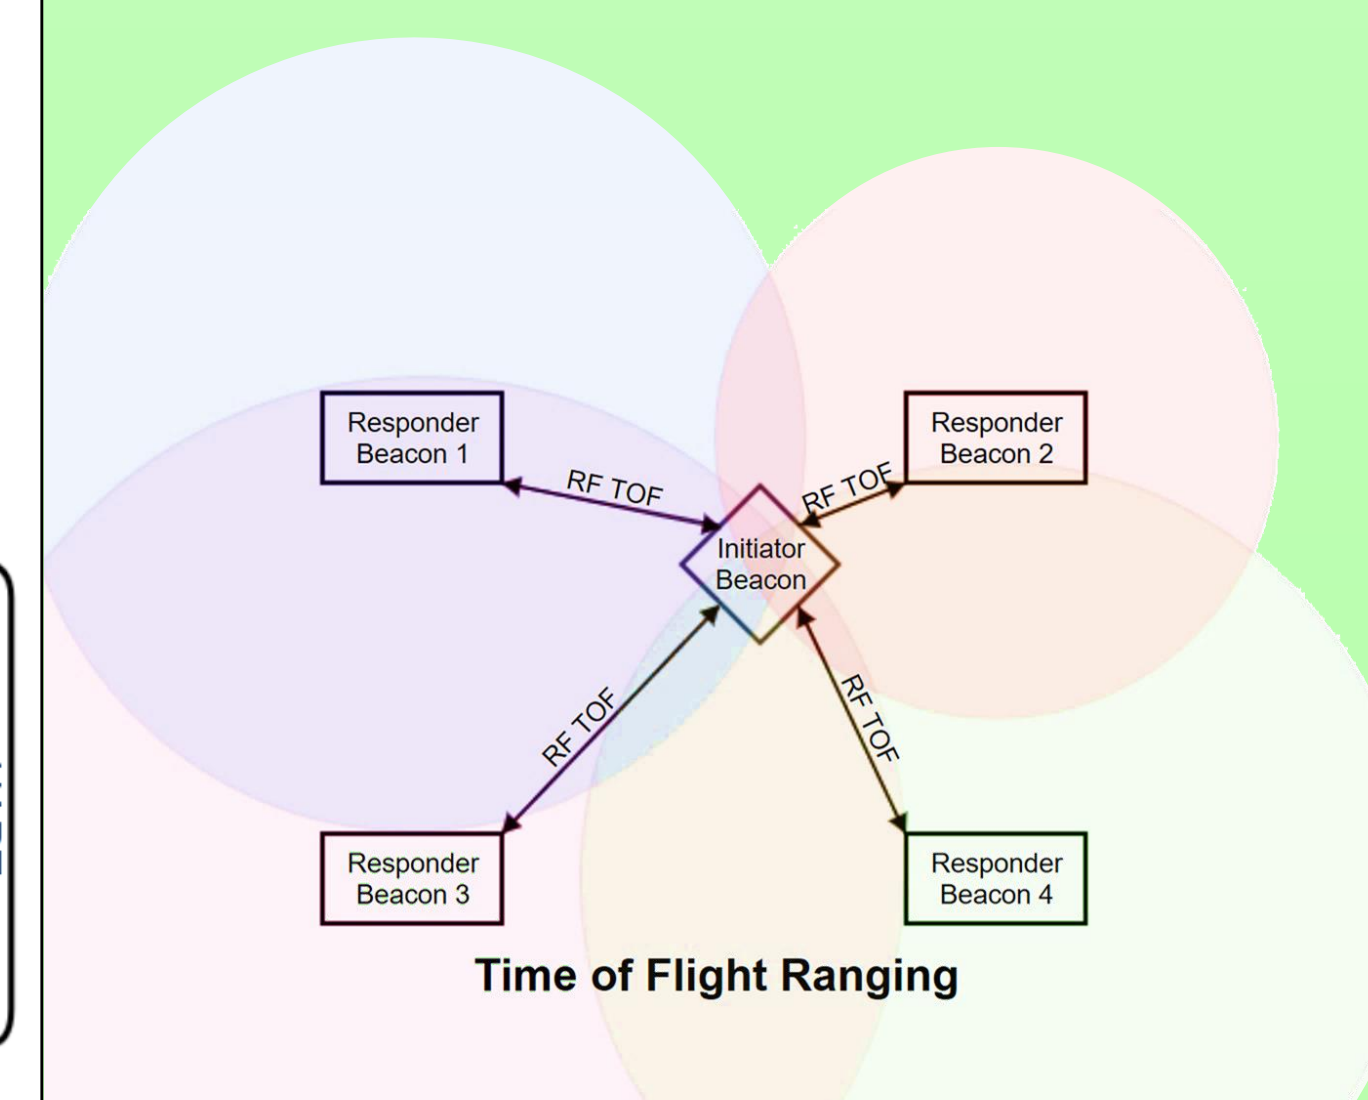 Responder
Beacon 1
Responder
Beacon 2
RF TOF
RF TOF
Initiator
Beacon
RF TOF
RF TOF
Responder
Beacon 3
Responder
Beacon 4
Time of Flight Ranging